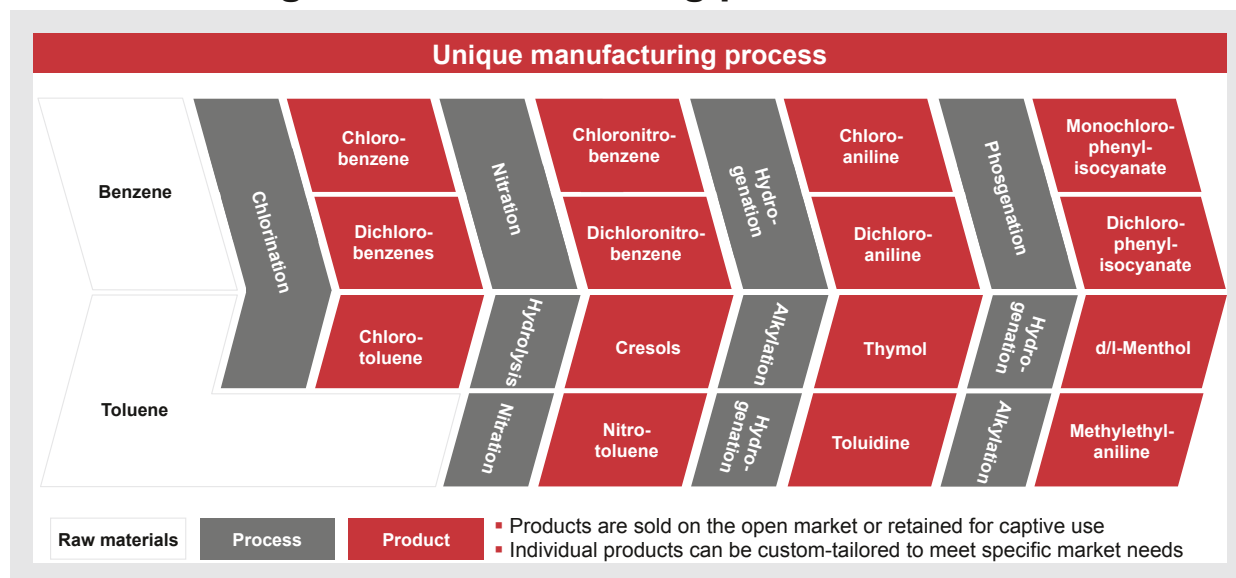 Unique manufacturing process
Benzene
Chlorination
Chloro-
benzene
Nitration
Chloronitro-
benzene
Hydro-
genation
Chloro-
aniline
Phosgenation
Monochloro-
phenyl-
isocyanate
Dichloro-
benzenes
Dichloronitro-
benzene
Dichloro-
aniline
Dichloro-
phenyl-
isocyanate
Toluene
Chloro-
toluene
Hydrolysis
Cresols
Alkylation
Thymol
Hydro-
genation
d/l-Menthol
Nitration
Nitro-
toluene
Hydro-
genation
Toluidine
Alkylation
Methylethyl-
aniline
Raw materials
Process
Product
▪ Products are sold on the open market or retained for captive use
▪ Individual products can be custom-tailored to meet specific market needs